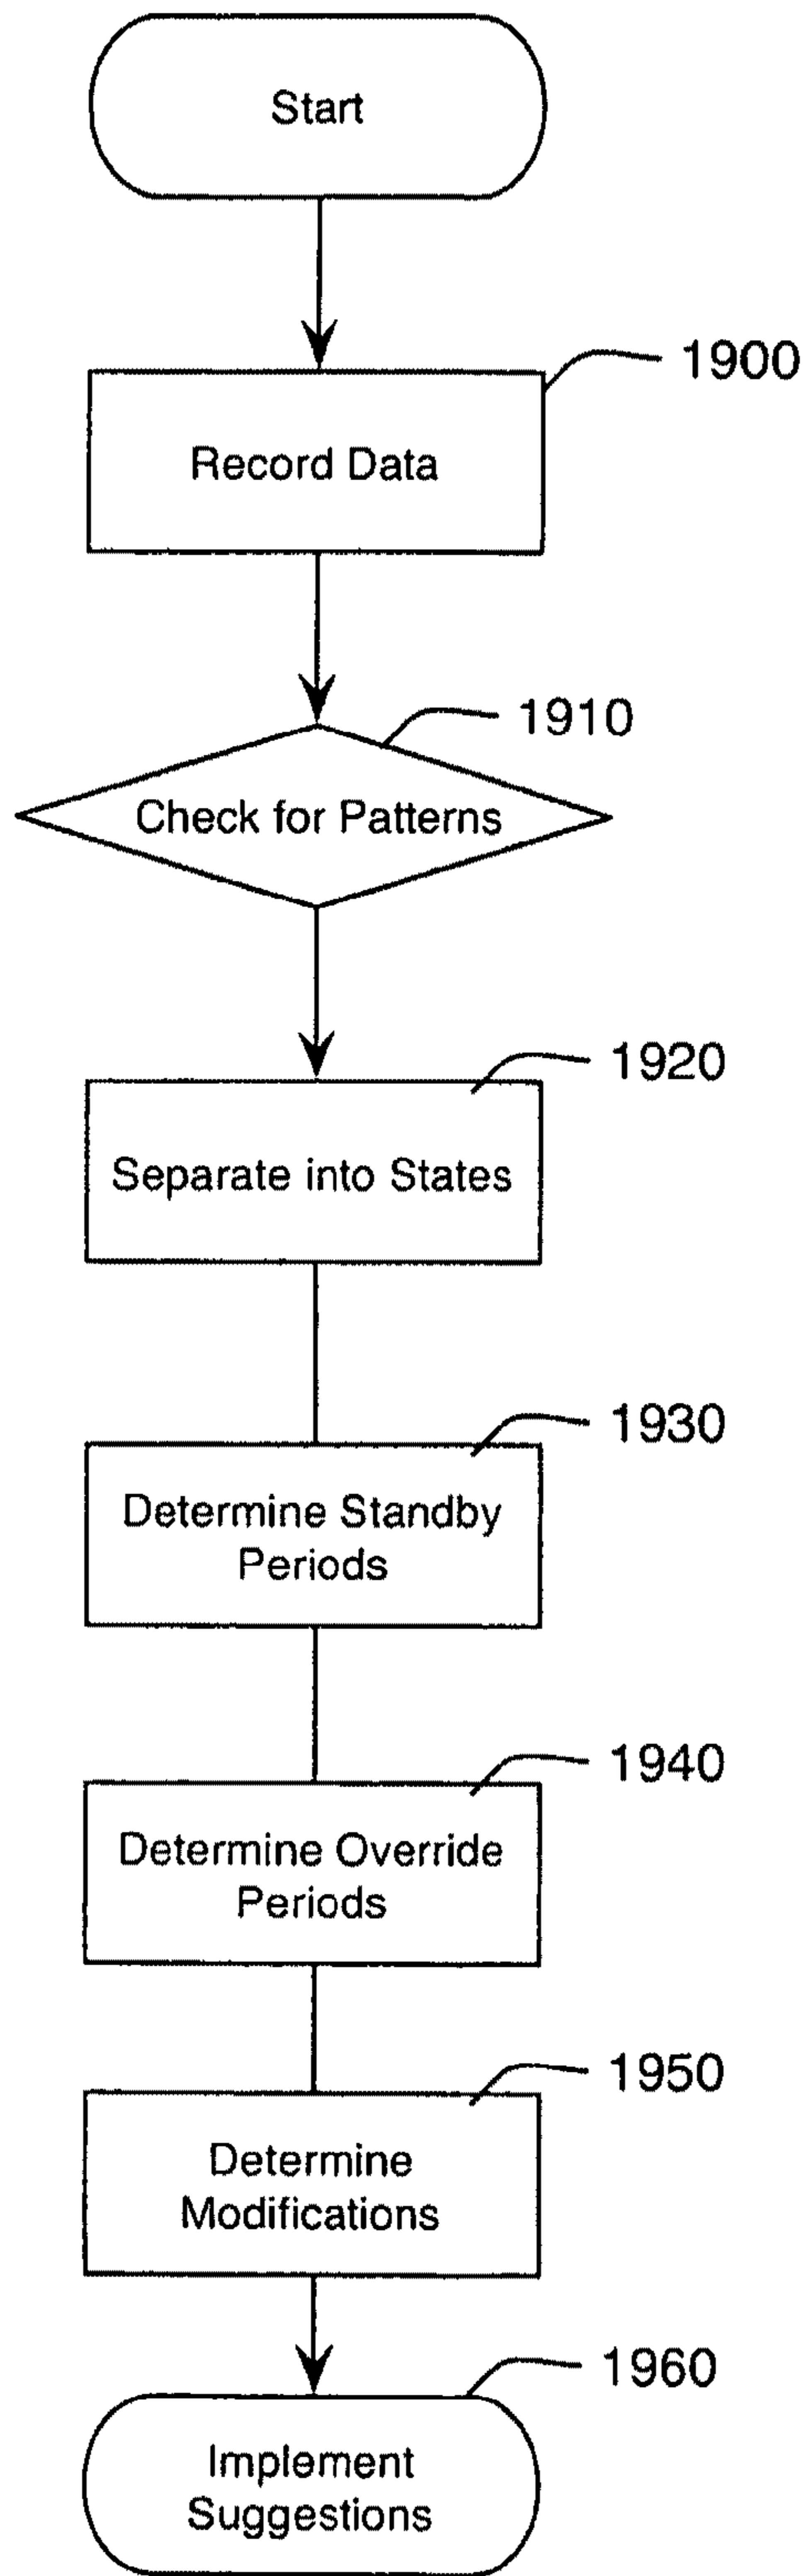 Start
1900
Record Data
1910
Check for Patterns
1920
Separate into States
1930
Determine Standby
Periods
1940
Determine Override
Periods
1950
Determine
Modifications
1960
Implement
Suggestions